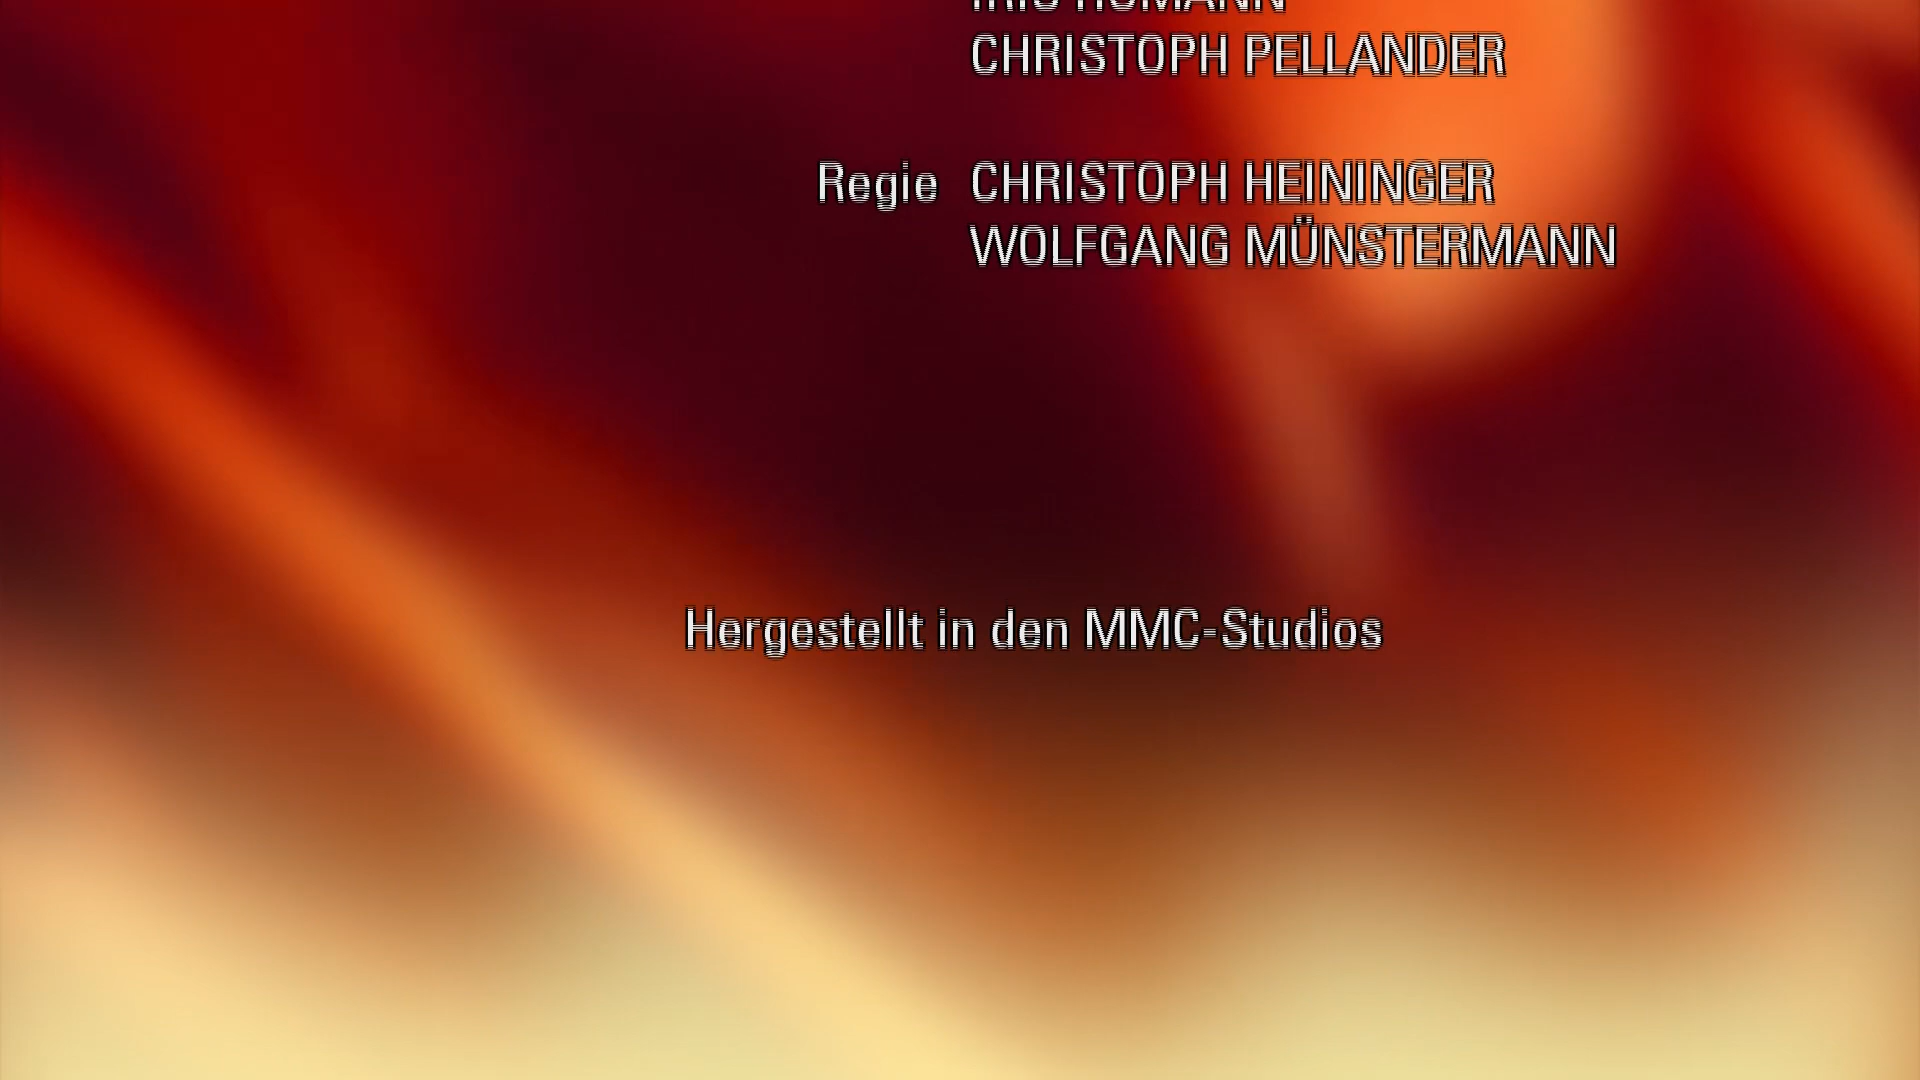 CHRISTOPH PELLANDER
Regie CHRISTOPH HEININGER
WOLFGANG MÜNSTERMANN
Hergestellt in den MMC-Studios